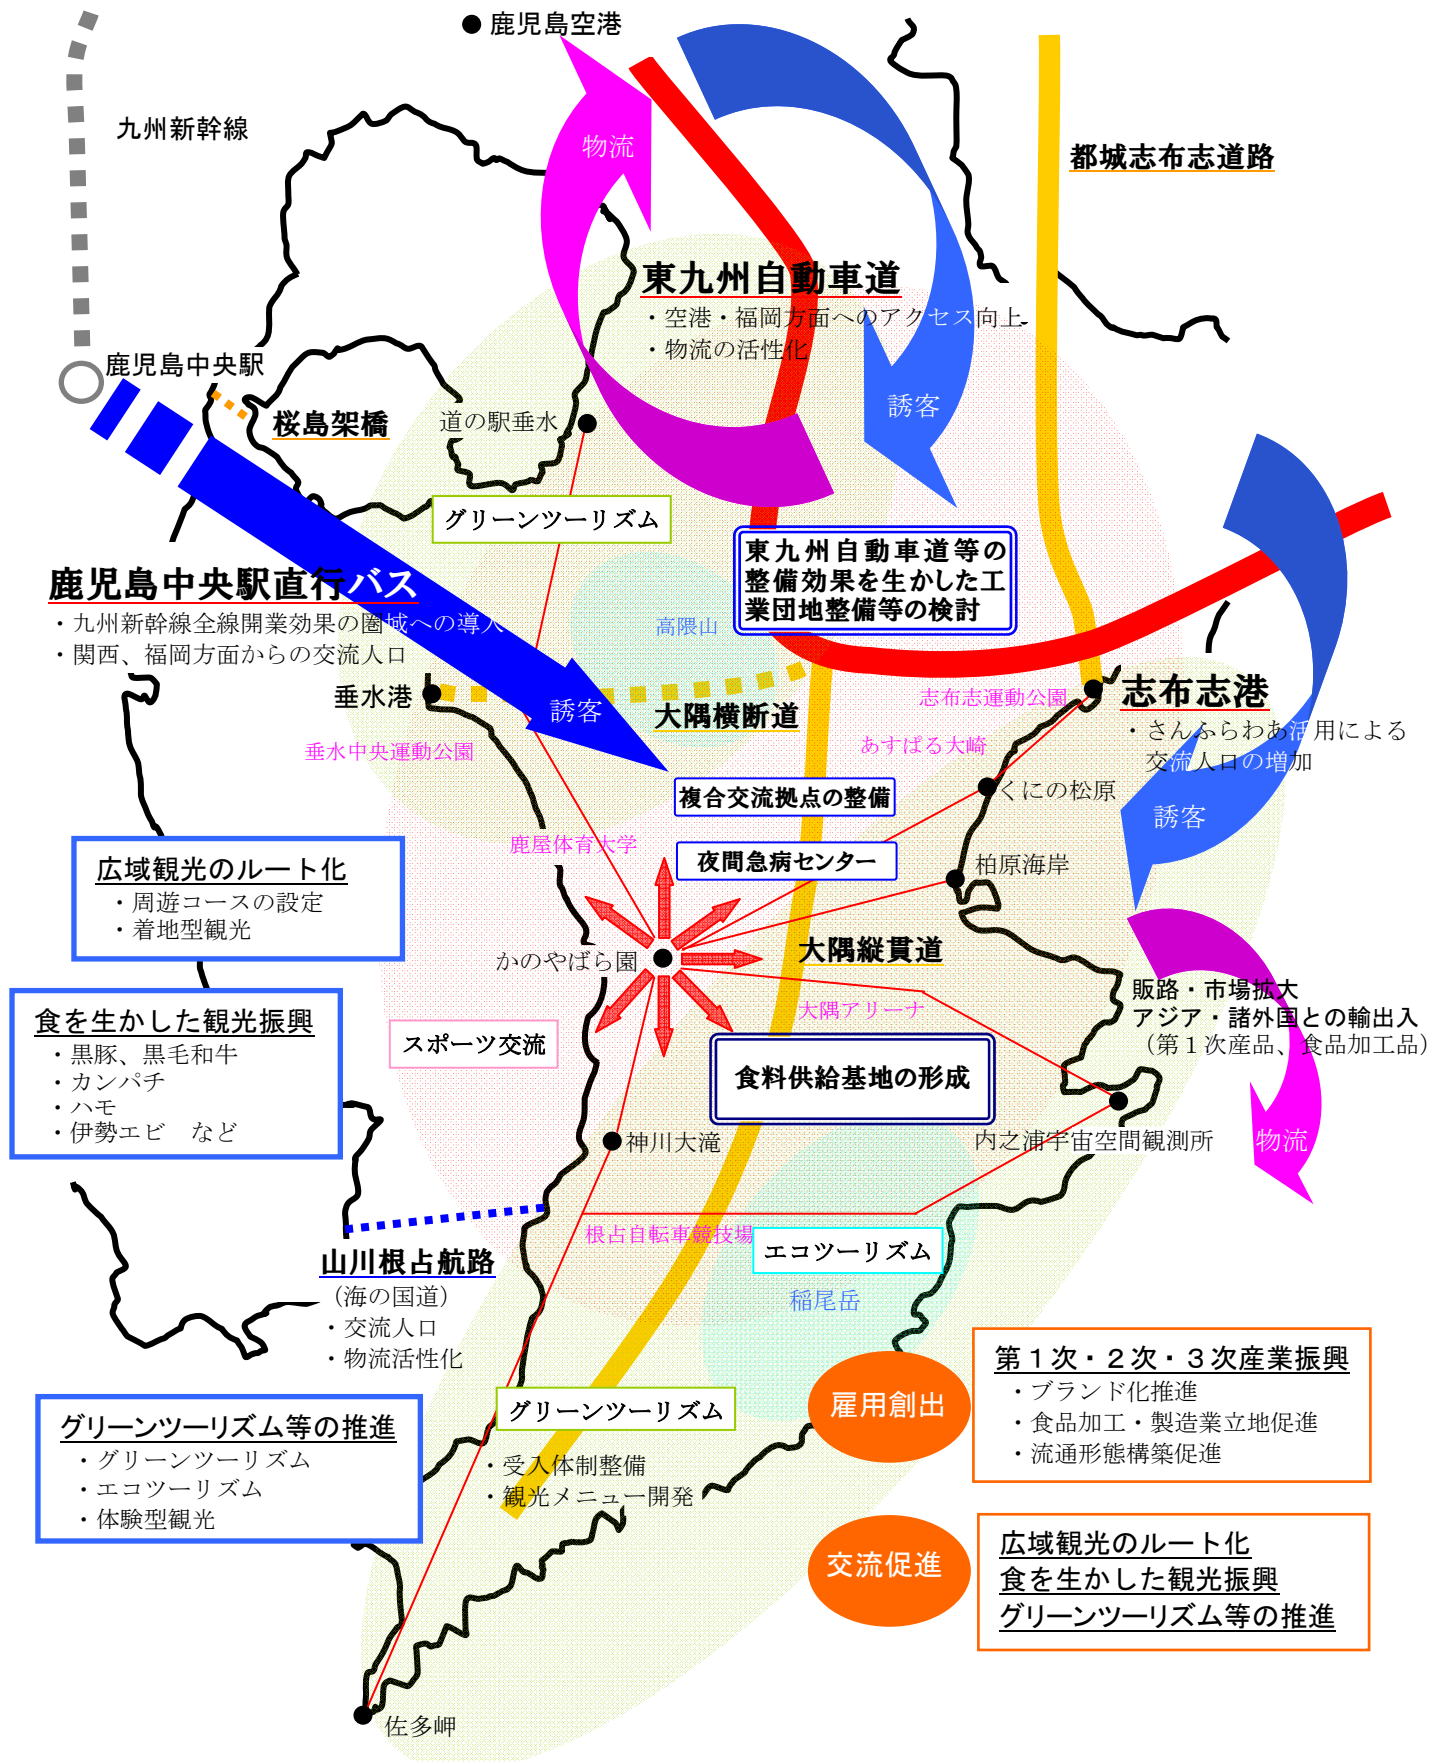 鹿児島空港
九州新幹線
物流
都城志布志道路
東九州自動車道
・空港・福岡方面へのアクセス向上
・物流の活性化
鹿児島中央駅
桜島架橋
道の駅垂水
誘客
グリーンツーリズム
東九州自動車道等の
整備効果を生かした工
業団地整備等の検討
鹿児島中央駅直行バス
・九州新幹線全線開業効果の圏域への導入
・関西、福岡方面からの交流人口
高隈山
垂水港
誘客
大隅横断道
志布志運動公園
志布志港
・さんふらわあ活用による
交流人口の増加
垂水中央運動公園
あすぱる大崎
複合交流拠点の整備
くにの松原
誘客
鹿屋体育大学
夜間急病センター
柏原海岸
広域観光のルート化
・周遊コースの設定
・着地型観光
かのやばら園
大隅縦貫道
大隅アリーナ
販路・市場拡大
アジア・諸外国との輸出入
（第１次産品、食品加工品）
食を生かした観光振興
・黒豚、黒毛和牛
・カンパチ
・ハモ
・伊勢エビ　など
スポーツ交流
食料供給基地の形成
神川大滝
内之浦宇宙空間観測所
物流
根占自転車競技場
エコツーリズム
稲尾岳
山川根占航路
（海の国道）
・交流人口
・物流活性化
グリーンツーリズム等の推進
・グリーンツーリズム
・エコツーリズム
・体験型観光
グリーンツーリズム
・受入体制整備
・観光メニュー開発
雇用創出
第１次・２次・３次産業振興
・ブランド化推進
・食品加工・製造業立地促進
・流通形態構築促進
交流促進
広域観光のルート化
食を生かした観光振興
グリーンツーリズム等の推進
佐多岬